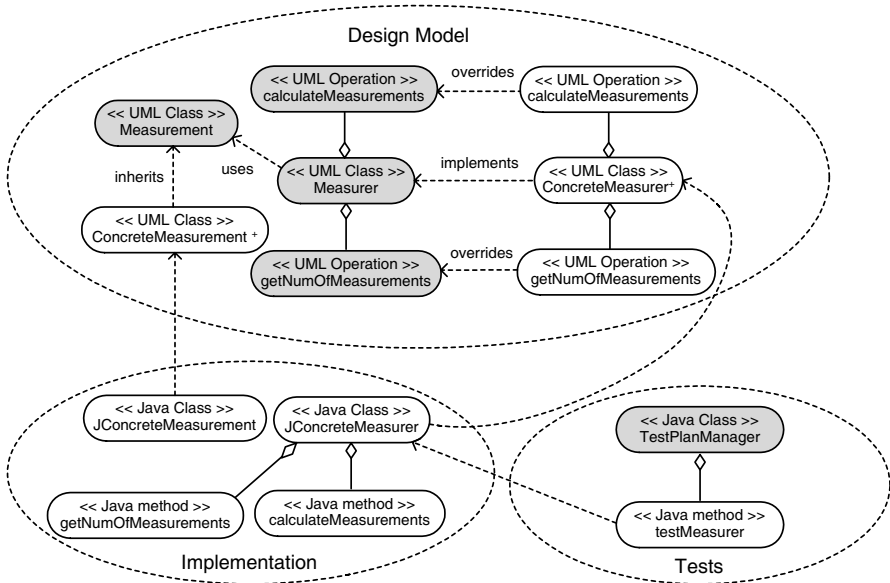 Design Model
<< UML Operation >>
calculateMeasurements
overrides
<< UML Operation >>
calculateMeasurements
<< UML Class >>
Measurement
inherits
uses
<< UML Class >>
Measurer
implements
<< UML Class >>
ConcreteMeasurer+
<< UML Class >>
ConcreteMeasurement +
<< UML Operation >>
getNumOfMeasurements
overrides
<< UML Operation >>
getNumOfMeasurements
<< Java Class >>
JConcreteMeasurement
<< Java Class >>
JConcreteMeasurer
<< Java method >>
getNumOfMeasurements
<< Java method >>
calculateMeasurements
Implementation
<< Java Class >>
TestPlanManager
<< Java method >>
testMeasurer
Tests